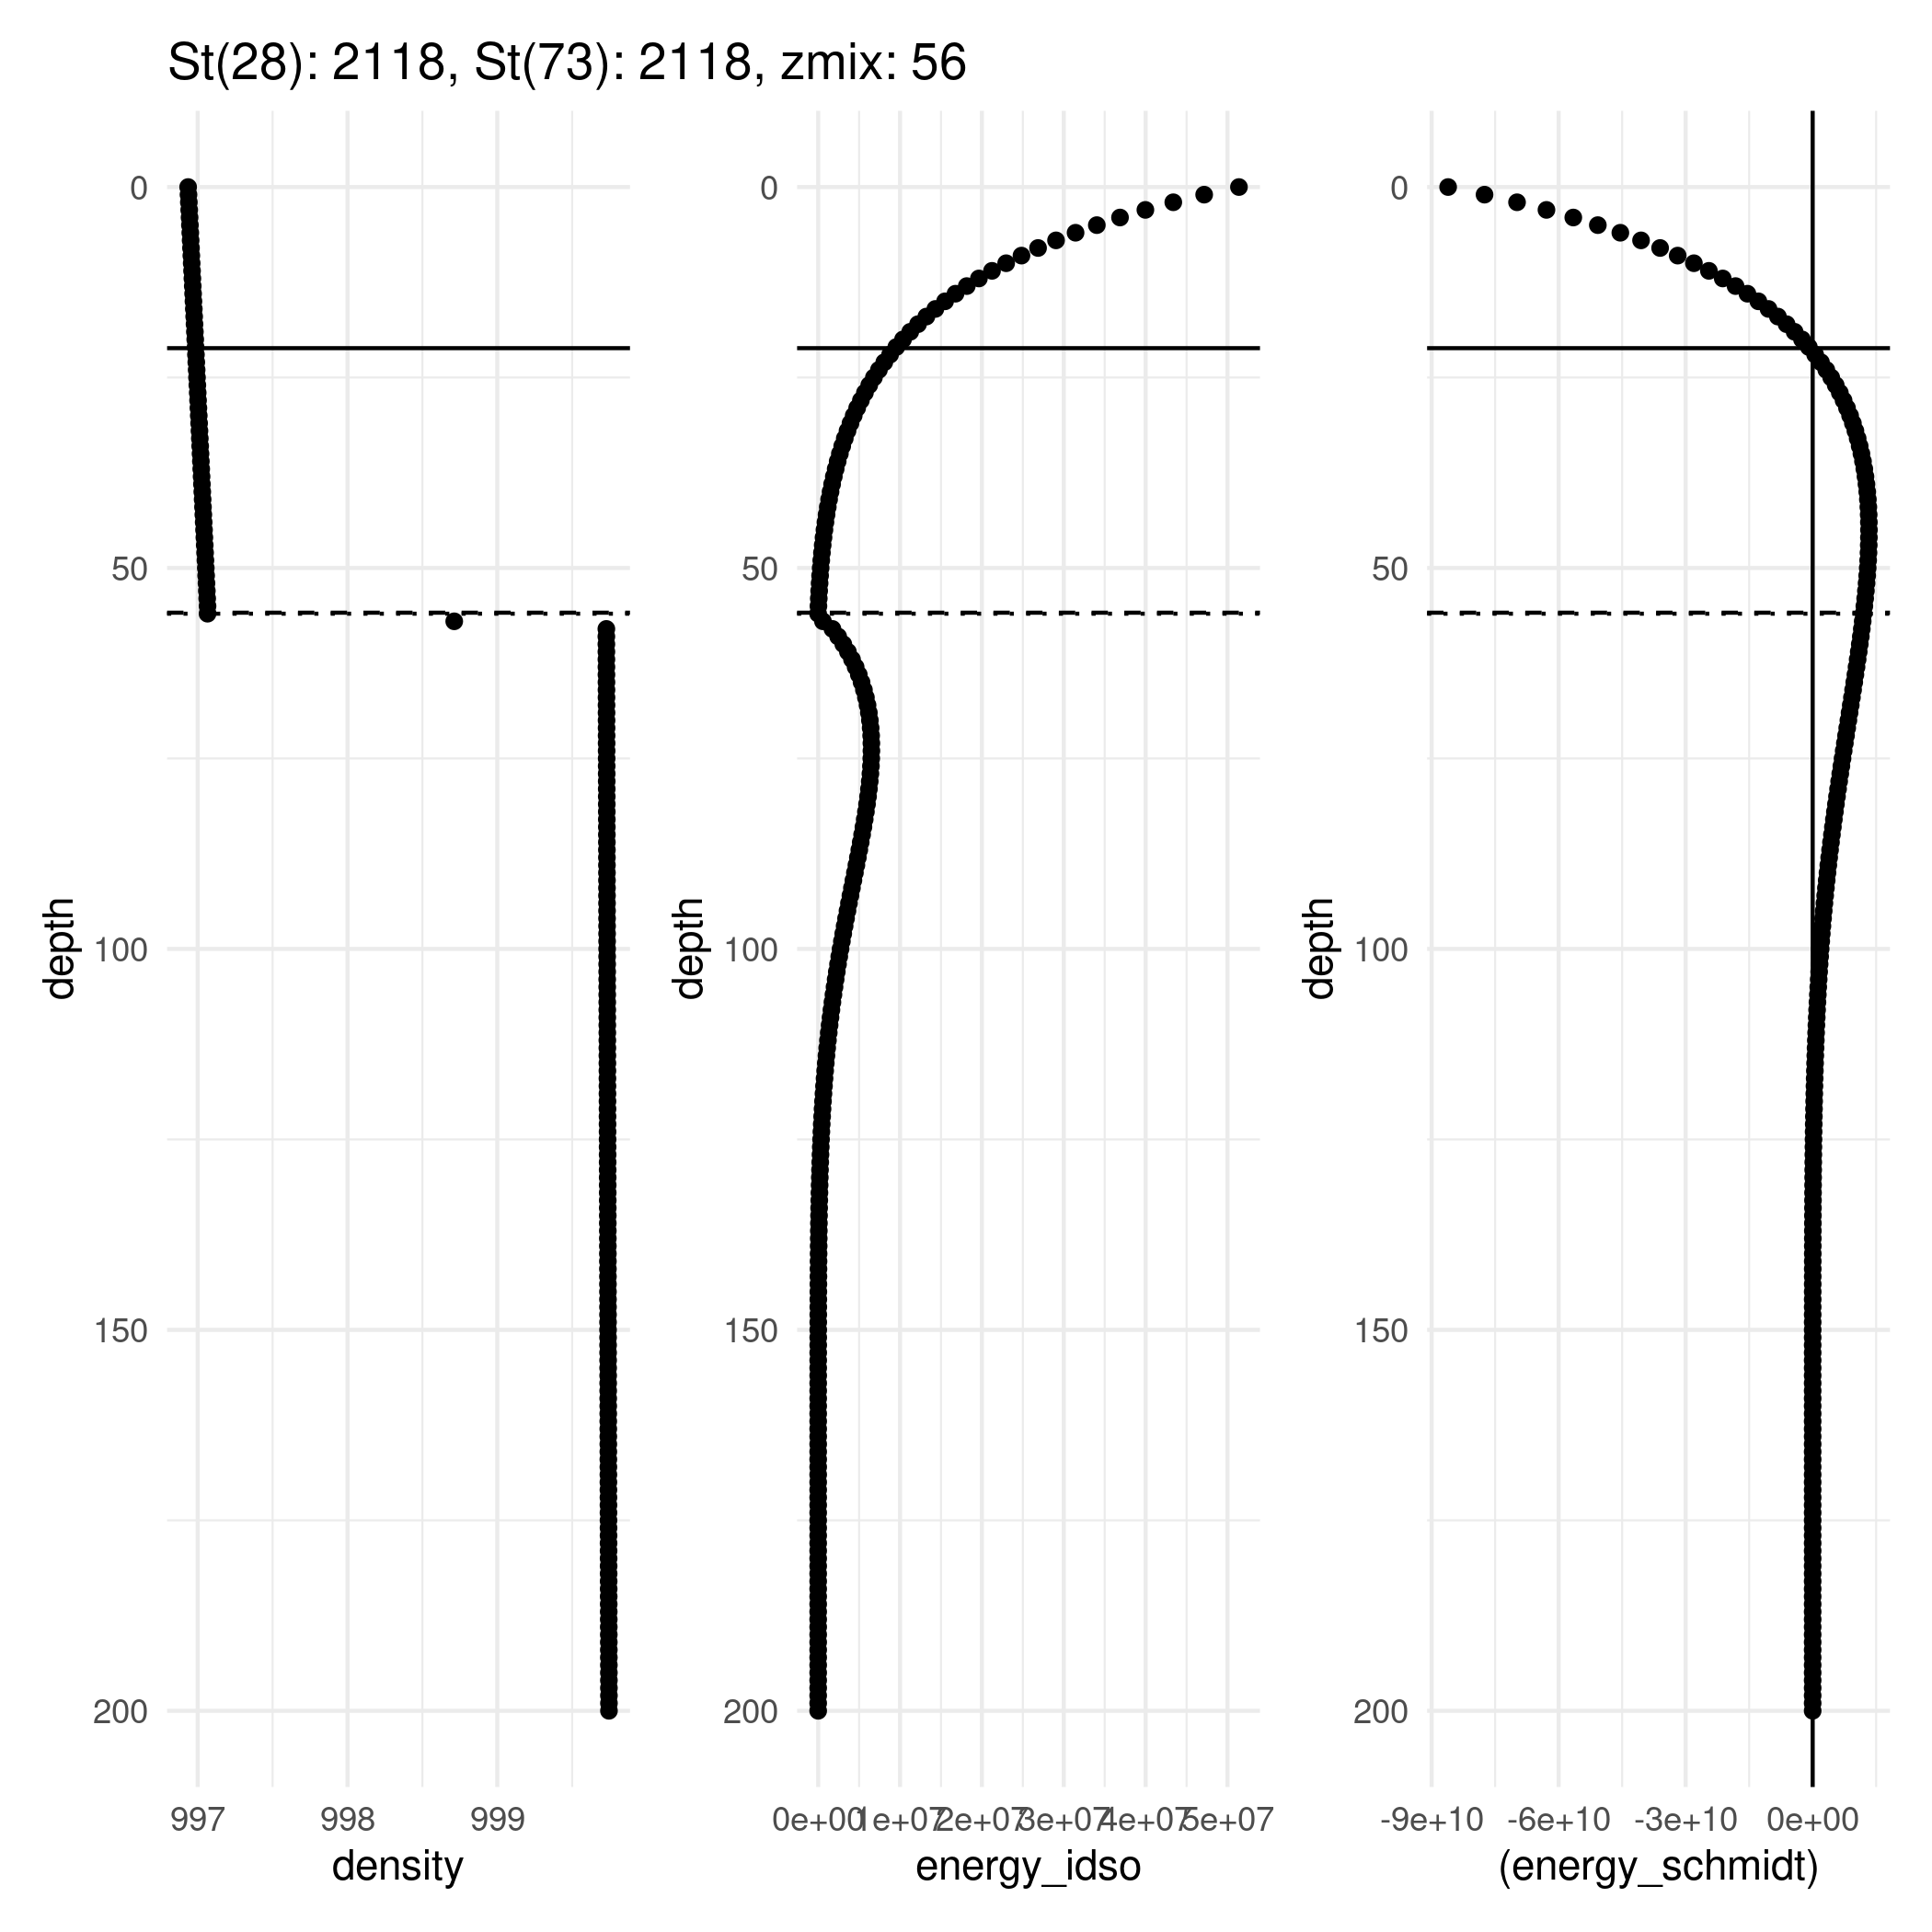 St(28): 2118, St(73): 2118, zmix: 56
0
50
100
150
200
depth
997 998 999
density
0
50
100
150
200
depth
0e+00 1e+07 2e+07 3e+07 4e+07 5e+07
energy_idso
0
50
100
150
200
depth
-9e+10 -6e+10 -3e+10 0e+00
(energy_schmidt)